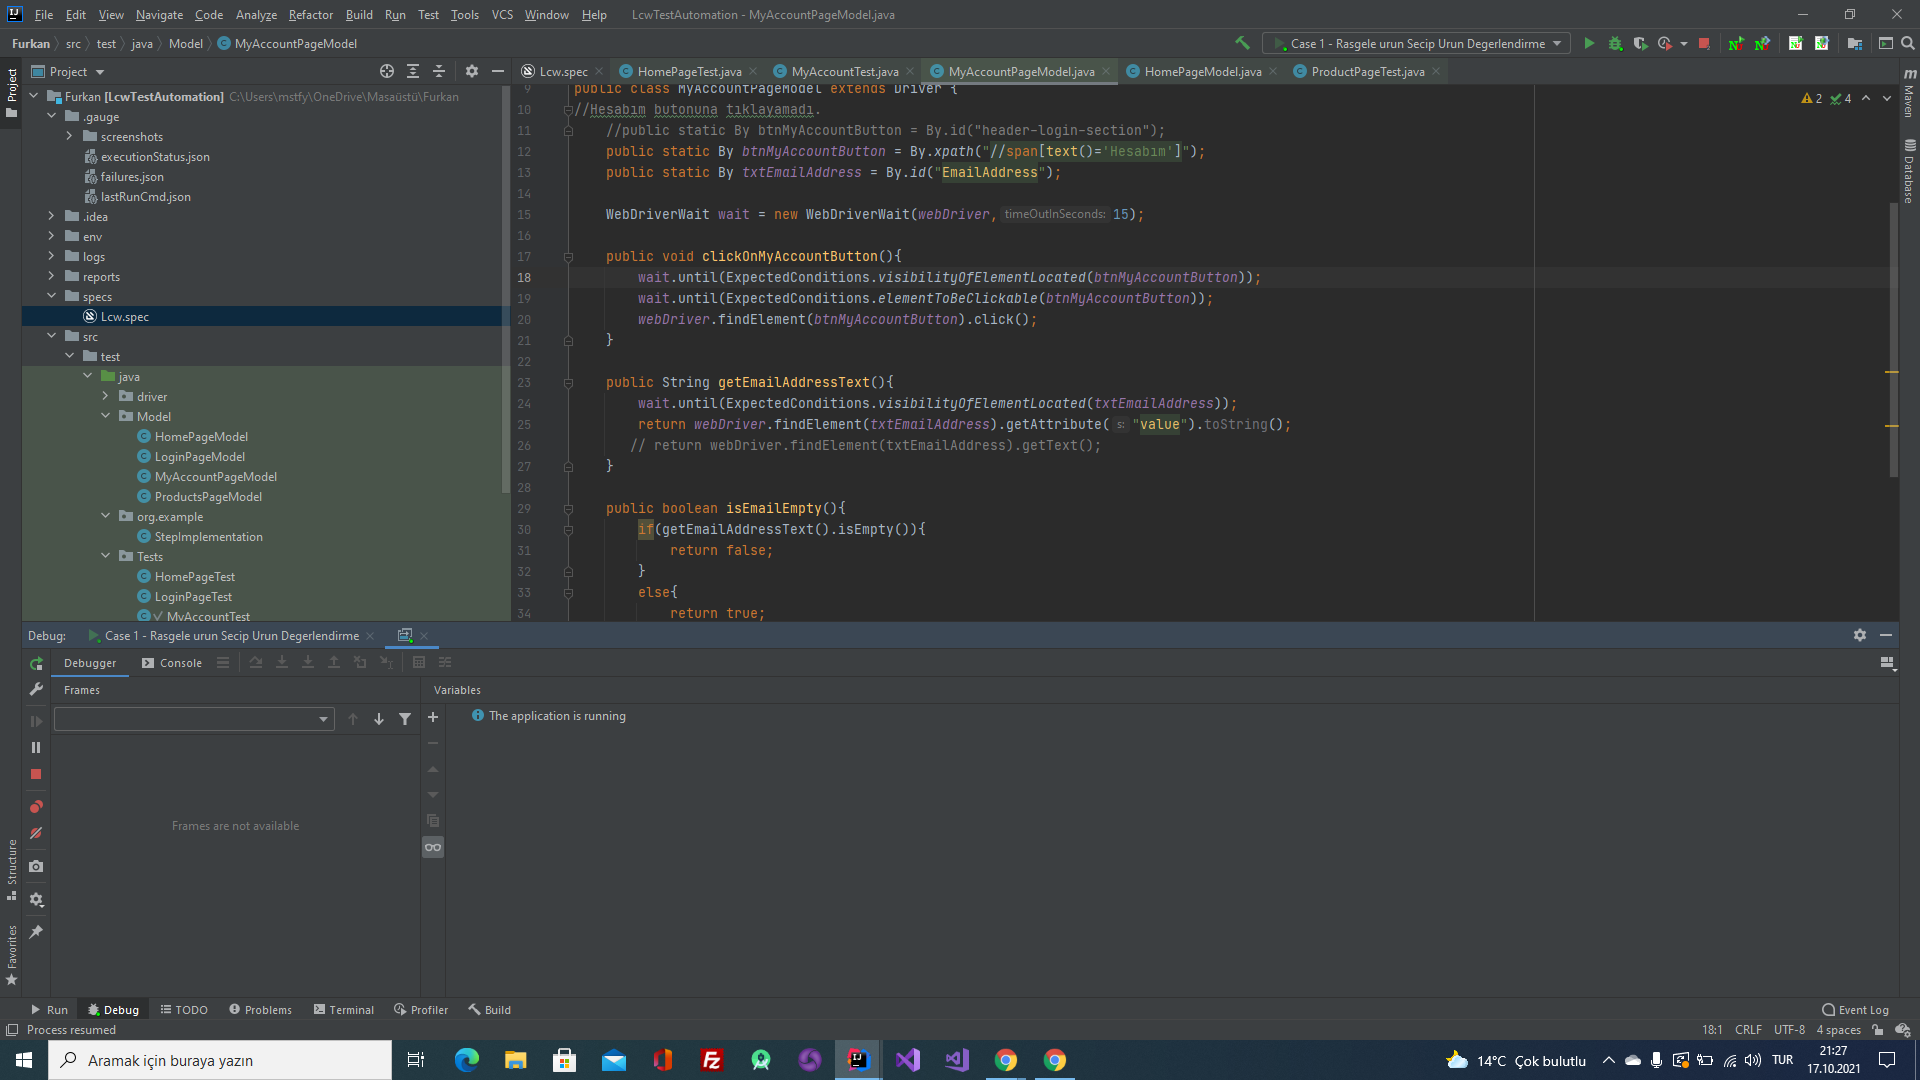 File Edit View Navigate Code Analyze Refactor Build Run Test Tools VCS Window Help LcwTestAutomation - MyAccountPageModel.java
Furkan src test java Model MyAccountPageModel
Case 1 - Rasgele urun Secip Urun Degerlendirme
Project
Lcw.spec HomePageTest.java MyAccountTest.java MyAccountPageModel.java HomePageModel.java ProductPageTest.java
Project
Structure
Favorites
Maven
Database
Furkan [LcwTestAutomation] C:\Users\mstfy\OneDrive\Masaüstü\Furkan
.gauge
screenshots
executionStatus.json
failures.json
lastRunCmd.json
.idea
env
logs
reports
specs
Lcw.spec
src
test
java
driver
Model
HomePageModel
LoginPageModel
MyAccountPageModel
ProductsPageModel
org.example
StepImplementation
Tests
HomePageTest
LoginPageTest
MyAccountTest
2 4
9 public class MyAccountPageModel extends Driver {
10 //Hesabım butonuna tıklayamadı.
11 //public static By btnMyAccountButton = By.id("header-login-section");
12 public static By btnMyAccountButton = By.xpath("//span[text()='Hesabım']");
13 public static By txtEmailAddress = By.id("EmailAddress");
14
15 WebDriverWait wait = new WebDriverWait(webDriver, timeOutInSeconds: 15);
16
17 public void clickOnMyAccountButton(){
18 wait.until(ExpectedConditions.visibilityOfElementLocated(btnMyAccountButton));
19 wait.until(ExpectedConditions.elementToBeClickable(btnMyAccountButton));
20 webDriver.findElement(btnMyAccountButton).click();
21 }
22
23 public String getEmailAddressText(){
24 wait.until(ExpectedConditions.visibilityOfElementLocated(txtEmailAddress));
25 return webDriver.findElement(txtEmailAddress).getAttribute( s: "value").toString();
26 // return webDriver.findElement(txtEmailAddress).getText();
27 }
28
29 public boolean isEmailEmpty(){
30 if(getEmailAddressText().isEmpty()){
31 return false;
32 }
33 else{
34 return true;
Debug: Case 1 - Rasgele urun Secip Urun Degerlendirme
Debugger Console
Frames
Variables
The application is running
Frames are not available
Run Debug TODO Problems Terminal Profiler Build Event Log
Process resumed 18:1 CRLF UTF-8 4 spaces
Aramak için buraya yazın
14°C Çok bulutlu TUR
21:27
17.10.2021